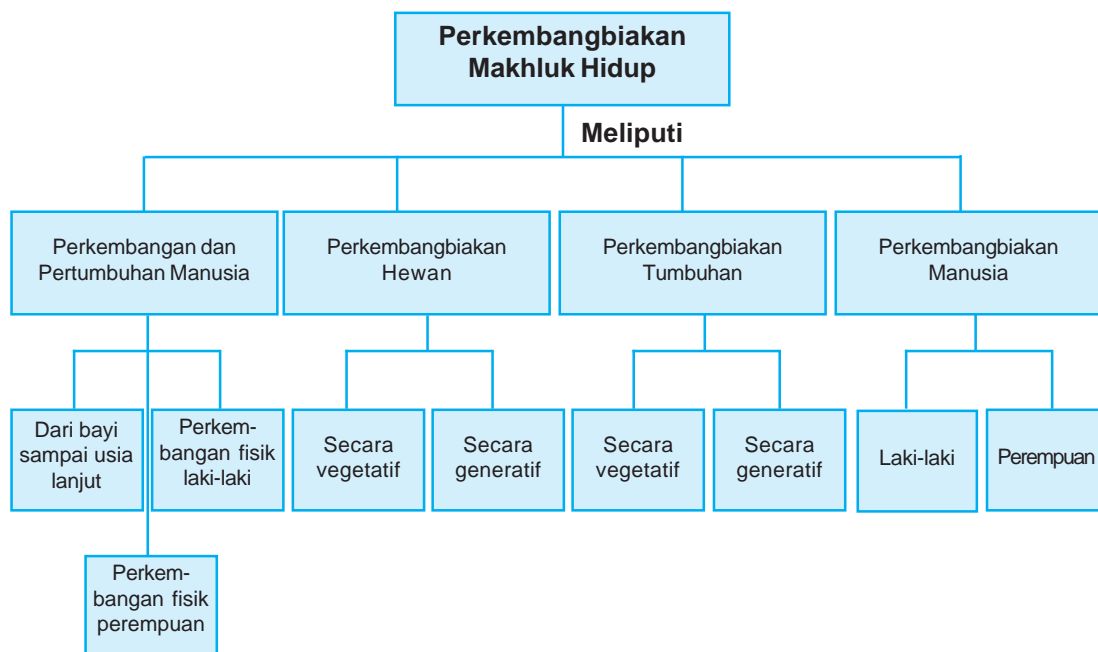 Perkembangbiakan
Makhluk Hidup
Meliputi
Perkembangan dan
Pertumbuhan Manusia
Perkembangbiakan
Hewan
Perkembangbiakan
Tumbuhan
Perkembangbiakan
Manusia
Dari bayi
sampai usia
lanjut
Perkem-
bangan fisik
laki-laki
Perkem-
bangan fisik
perempuan
Secara
vegetatif
Secara
generatif
Secara
vegetatif
Secara
generatif
Laki-laki
Perempuan